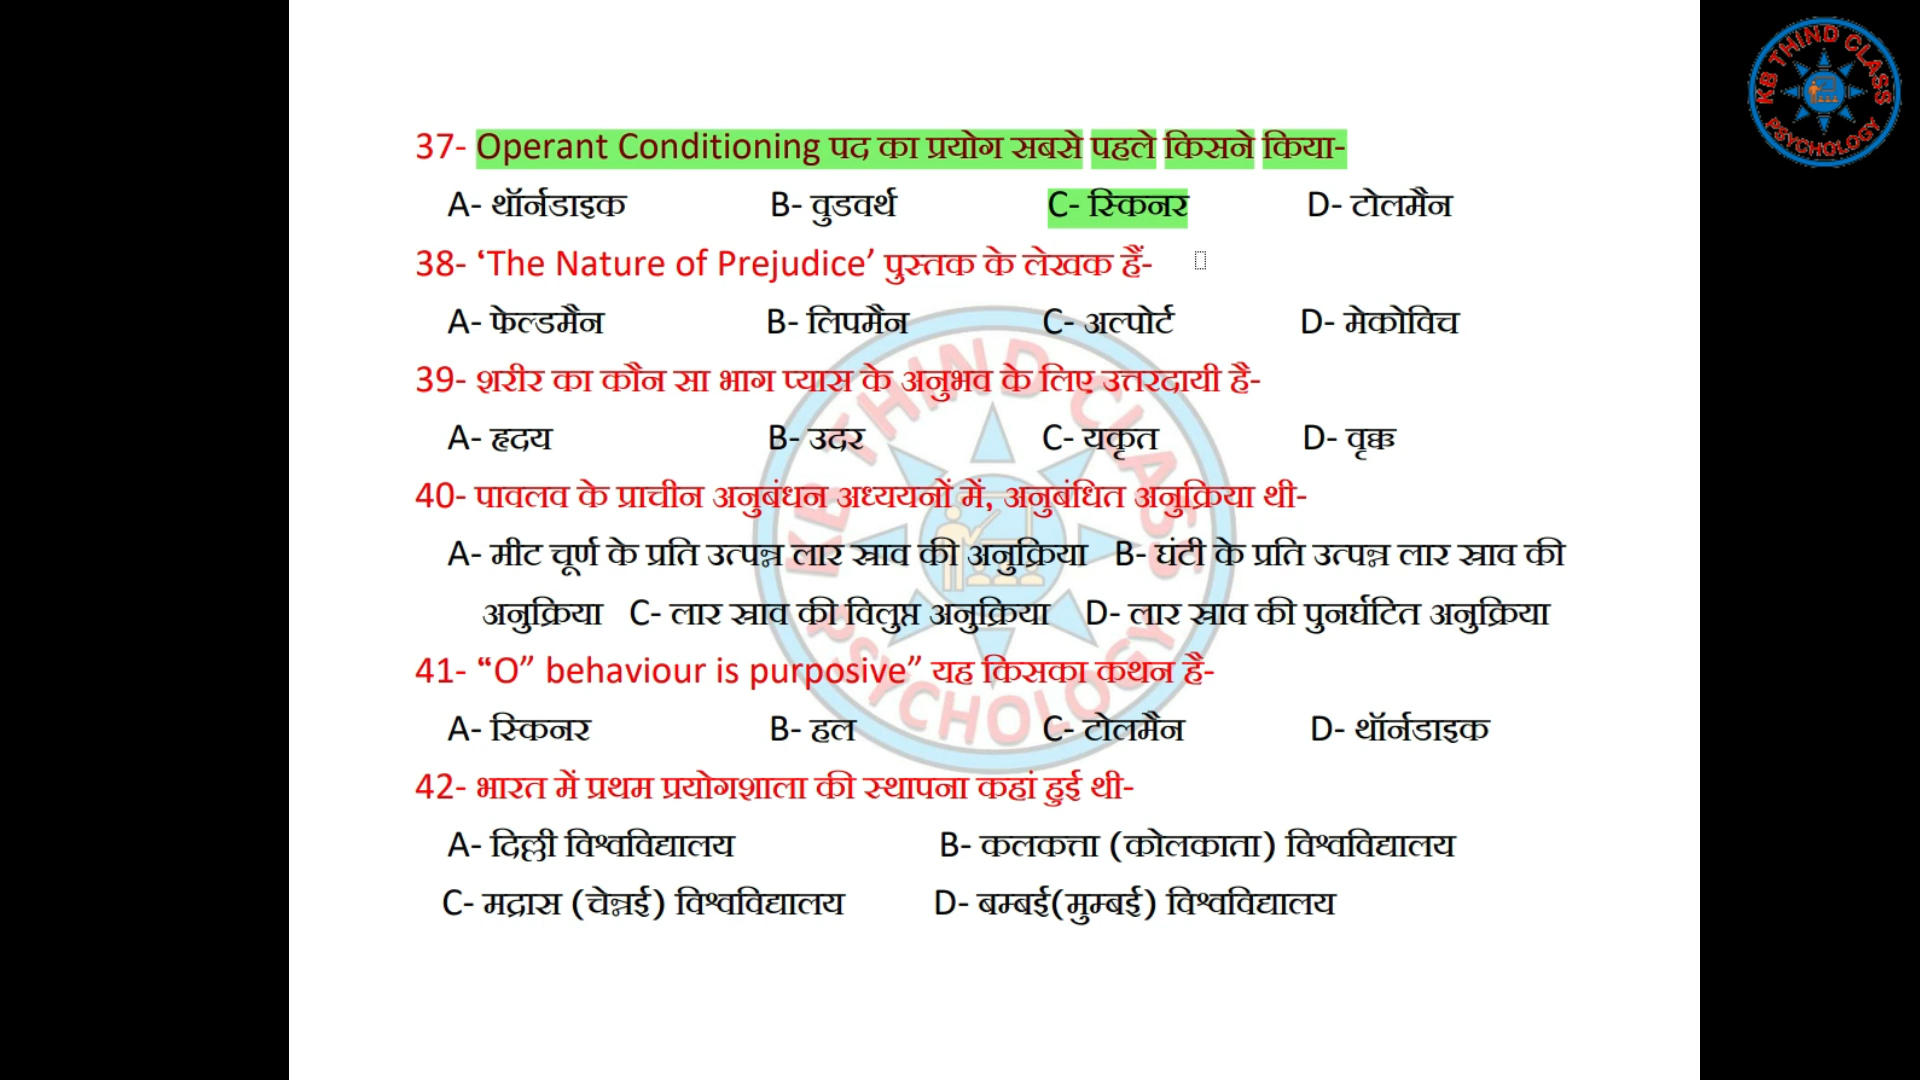 37- Operant Conditioning पद का प्रयोग सबसे पहले किसने किया-
A- थॉर्नडाइक B- वुडवर्थ C- स्किनर D- टोलमैन
38- ‘The Nature of Prejudice’ पुस्तक के लेखक हैं-
A- फेल्डमैन B- लिपमैन C- अल्पोर्ट D- मेकोविच
39- शरीर का कौन सा भाग प्यास के अनुभव के लिए उत्तरदायी है-
A- हृदय B- उदर C- यकृत D- वृक्क
40- पावलव के प्राचीन अनुबंधन अध्ययनों में, अनुबंधित अनुक्रिया थी-
A- मीट चूर्ण के प्रति उत्पन्न लार स्राव की अनुक्रिया B- घंटी के प्रति उत्पन्न लार स्राव की
अनुक्रिया C- लार स्राव की विलुप्त अनुक्रिया D- लार स्राव की पुनर्घटित अनुक्रिया
41- “O” behaviour is purposive” यह किसका कथन है-
A- स्किनर B- हल C- टोलमैन D- थॉर्नडाइक
42- भारत में प्रथम प्रयोगशाला की स्थापना कहां हुई थी-
A- दिल्ली विश्वविद्यालय B- कलकत्ता (कोलकाता) विश्वविद्यालय
C- मद्रास (चेन्नई) विश्वविद्यालय D- बम्बई(मुम्बई) विश्वविद्यालय
KB THIND CLASS
PSYCHOLOGY
KB THIND CLASS
PSYCHOLOGY